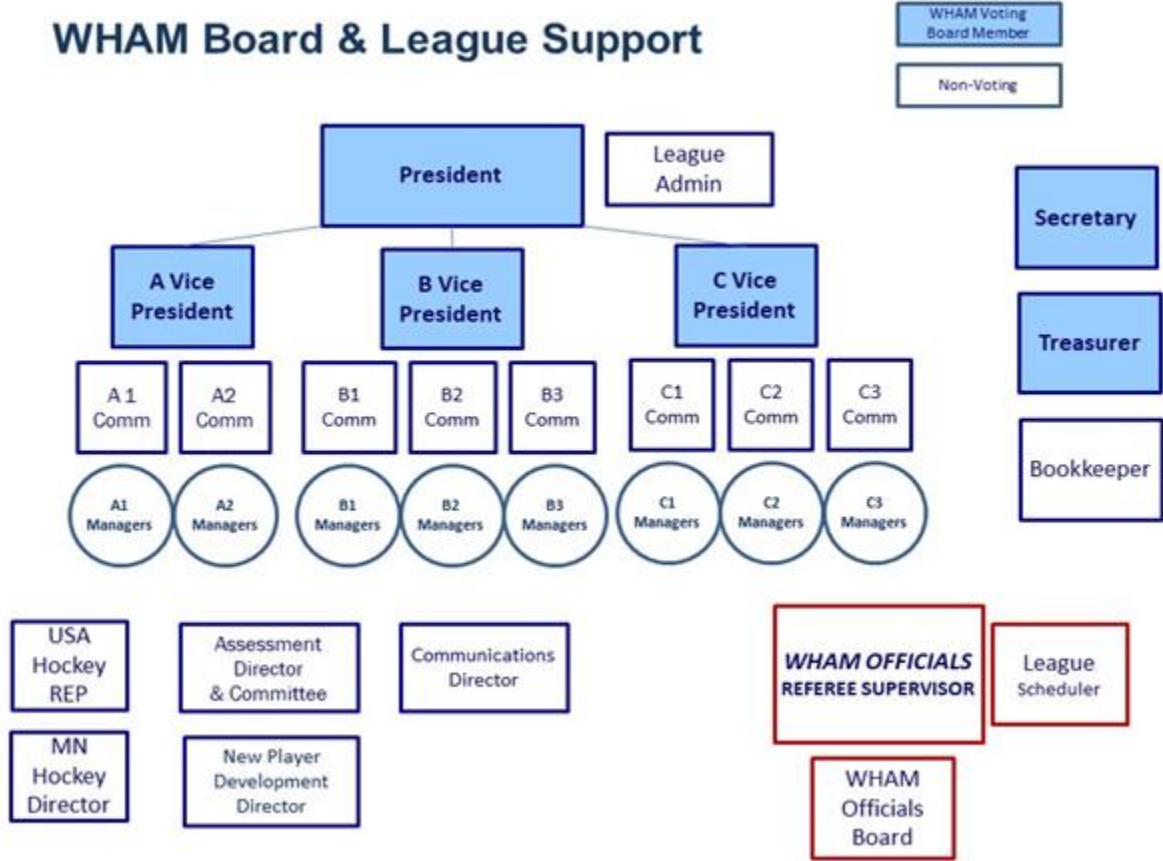 WHAM Board & League Support
WHAM Voting
Board Member
Non-Voting
President
League
Admin
Secretary
A Vice
President
B Vice
President
C Vice
President
Treasurer
A 1
Comm
A2
Comm
B1
Comm
B2
Comm
B3
Comm
C1
Comm
C2
Comm
C3
Comm
Bookkeeper
A1
Managers
A2
Managers
B1
Managers
B2
Managers
B3
Managers
C1
Managers
C2
Managers
C3
Managers
USA
Hockey
REP
Assessment
Director
& Committee
Communications
Director
WHAM OFFICIALS
REFEREE SUPERVISOR
League
Scheduler
MN
Hockey
Director
New Player
Development
Director
WHAM
Officials
Board